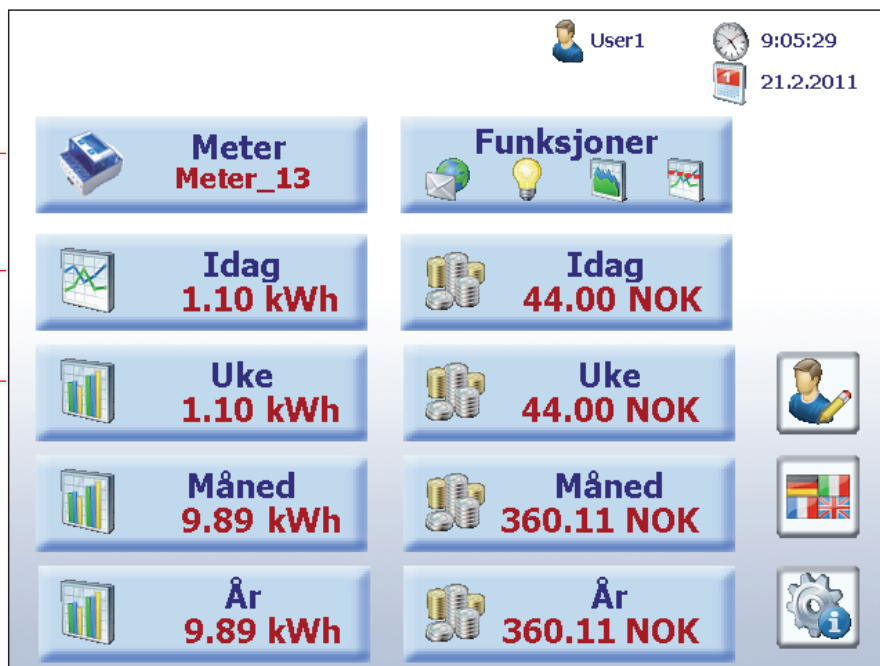 User1
9:05:29
21.2.2011
Meter
Meter_13
Funksjoner
Idag
1.10 kWh
Idag
44.00 NOK
Uke
1.10 kWh
Uke
44.00 NOK
Måned
9.89 kWh
Måned
360.11 NOK
År
9.89 kWh
År
360.11 NOK